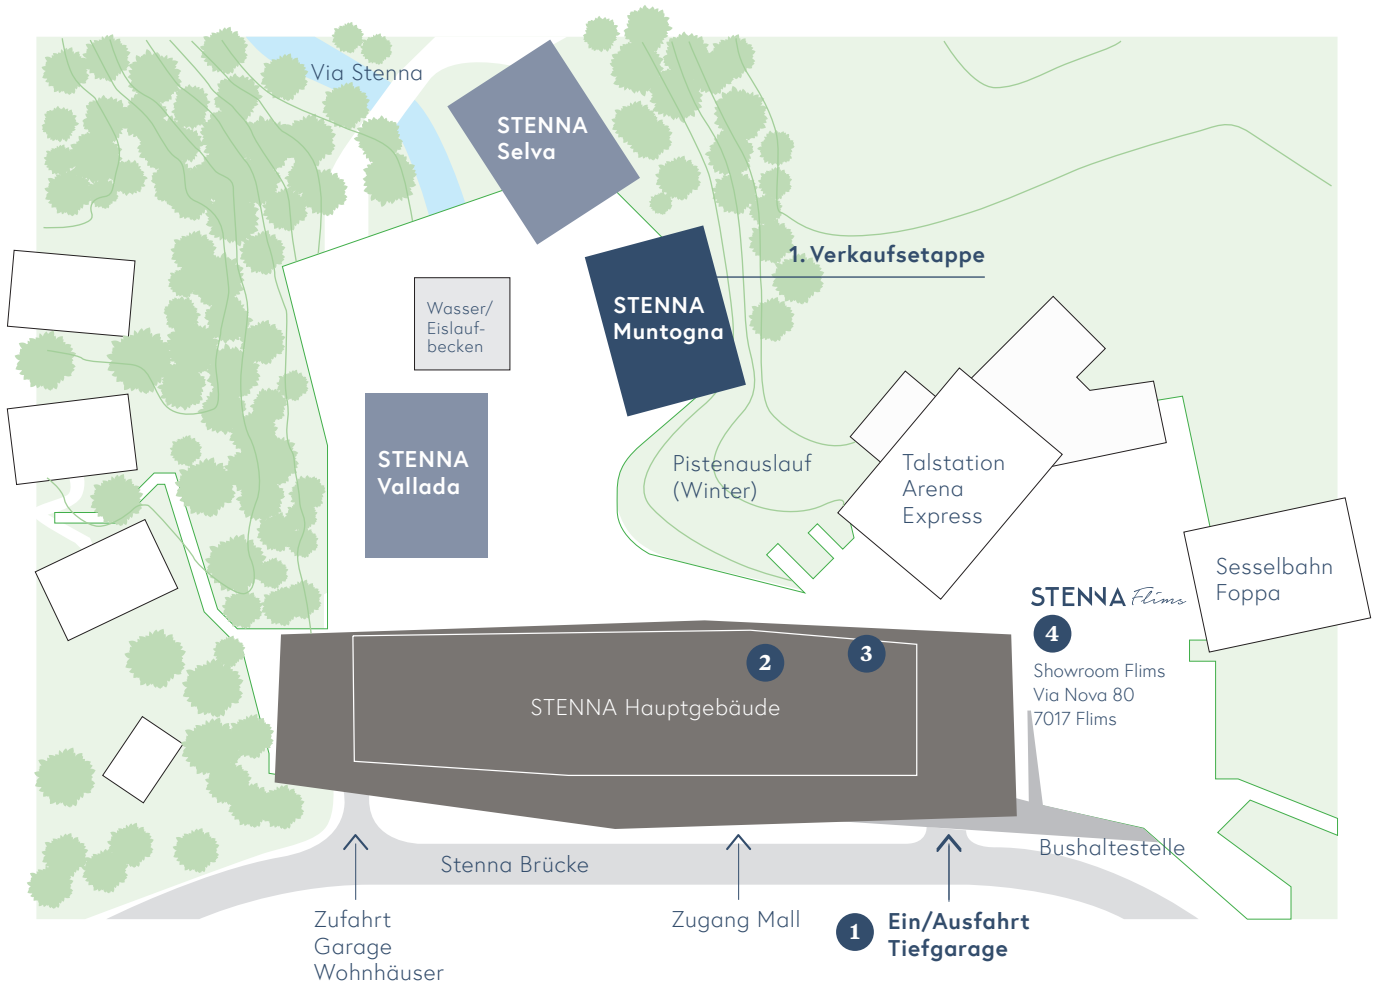 Via Stenna
STENNA
Selva
1. Verkaufsetappe
STENNA
Muntogna
Wasser/
Eislauf-
becken
STENNA
Vallada
Pistenauslauf
(Winter)
Talstation
Arena
Express
Sesselbahn
Foppa
STENNA Flims
4
Showroom Flims
Via Nova 80
7017 Flims
2
3
STENNA Hauptgebäude
Bushaltestelle
Stenna Brücke
Zufahrt
Garage
Wohnhäuser
Zugang Mall
1
Ein/Ausfahrt
Tiefgarage